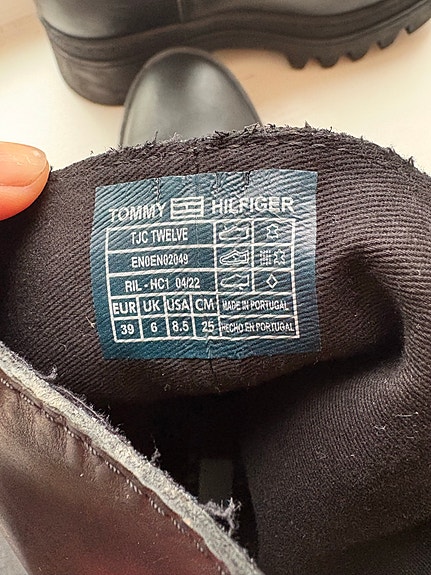 TOMMY HILFIGER
TJC TWELVE
EN0EN02049
RIL - HC1 04/22
EUR UK USA CM MADE IN PORTUGAL
39 6 8.5 25 HECHO EN PORTUGAL